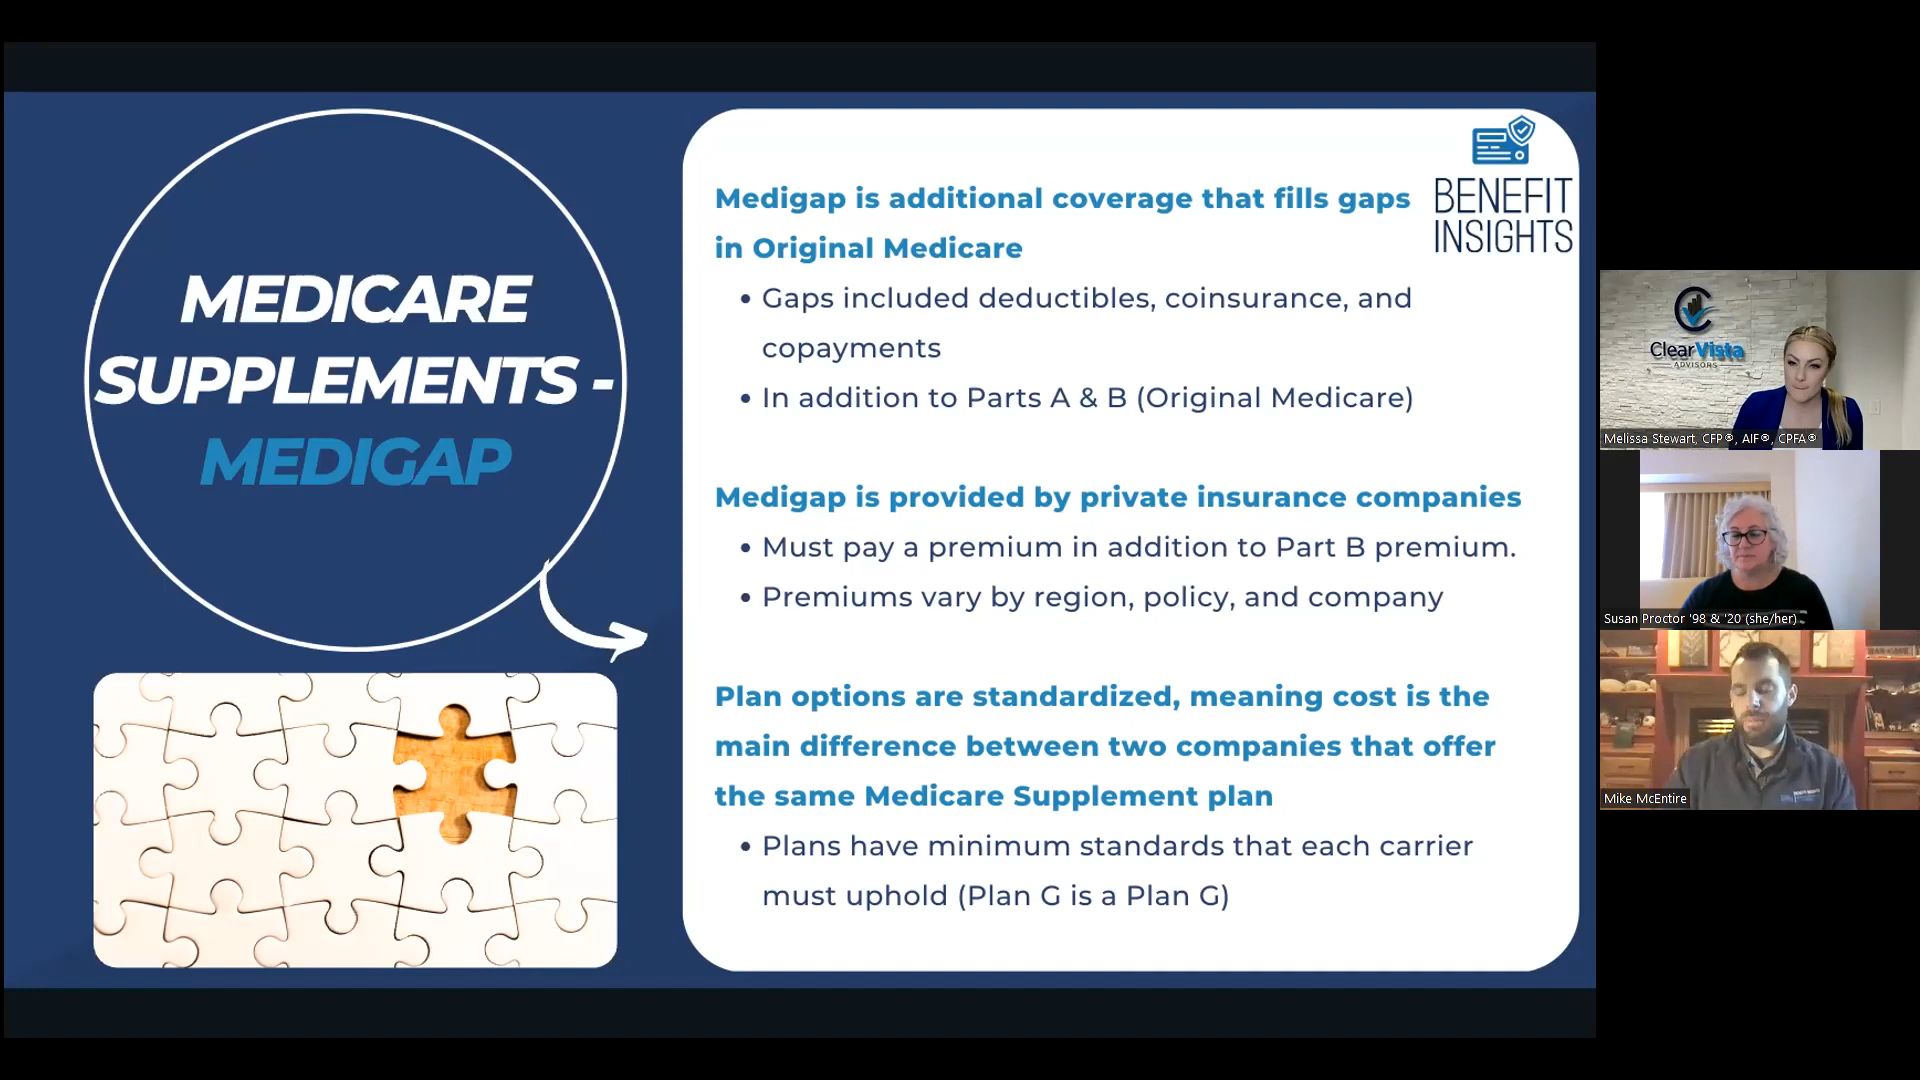 MEDICARE
SUPPLEMENTS -
MEDIGAP
BENEFIT
INSIGHTS
Medigap is additional coverage that fills gaps
in Original Medicare
• Gaps included deductibles, coinsurance, and
copayments
• In addition to Parts A & B (Original Medicare)
Medigap is provided by private insurance companies
• Must pay a premium in addition to Part B premium.
• Premiums vary by region, policy, and company
Plan options are standardized, meaning cost is the
main difference between two companies that offer
the same Medicare Supplement plan
• Plans have minimum standards that each carrier
must uphold (Plan G is a Plan G)
ClearVista
ADVISORS
Melissa Stewart, CFP®, AIF®, CPFA®
Susan Proctor '98 & '20 (she/her)
Mike McEntire